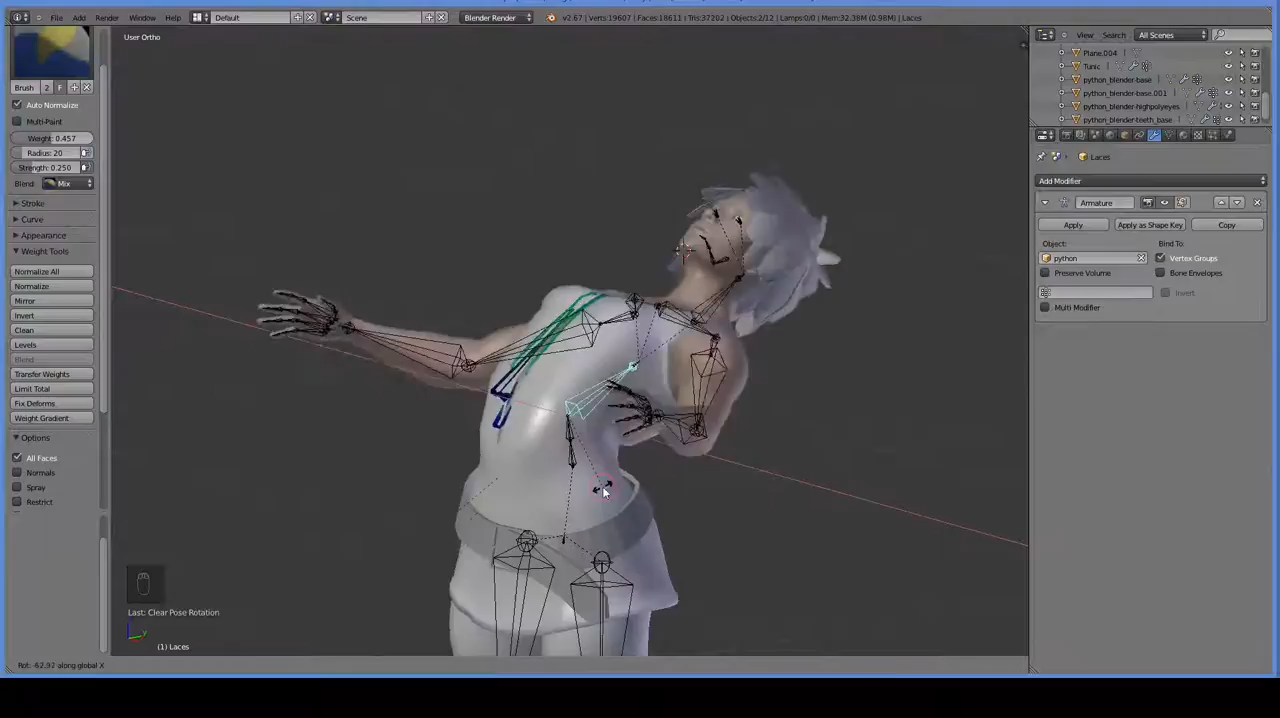 File Add Render Window Help Default Scene Blender Render v2.67 | Verts:19607 | Faces:18611 | Tris:37202 | Objects:2/12 | Lamps:0/0 | Mem:32.38M (0.98M) | Laces
User Ortho
View Search All Scenes
Plane.004
Tunic
python_blender-base
python_blender-base.001
python_blender-highpolyeyes
python_blender-teeth_base
Brush 2 F
Auto Normalize
Multi-Paint
Weight: 0.457
Radius: 20
Strength: 0.250
Blend: Mix
Stroke
Curve
Appearance
Weight Tools
Normalize All
Normalize
Mirror
Invert
Clean
Levels
Blend
Transfer Weights
Limit Total
Fix Deforms
Weight Gradient
Options
All Faces
Normals
Spray
Restrict
Laces
Add Modifier
Armature
Apply Apply as Shape Key Copy
Object: Bind To:
python Vertex Groups
Preserve Volume Bone Envelopes
Invert
Multi Modifier
Last: Clear Pose Rotation
(1) Laces
Rot: -62.92 along global X